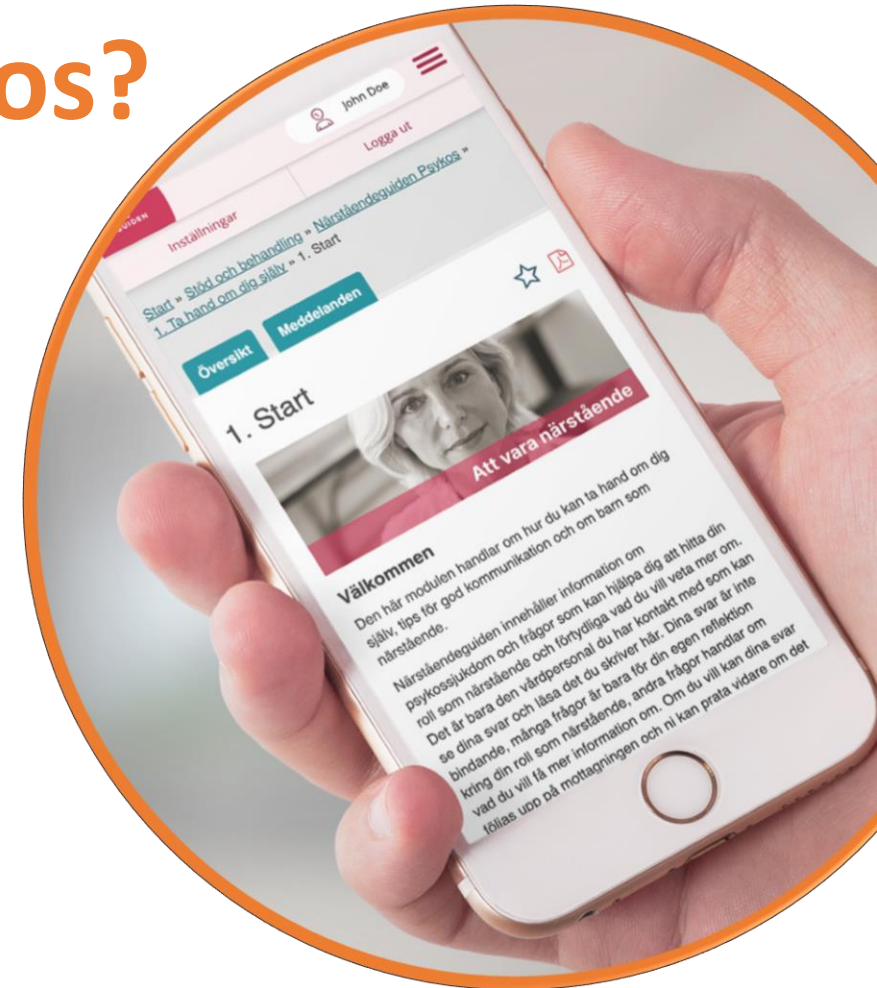 os?
John Doe
UIDEN
Inställningar
Logga ut
Start » Stöd och behandling » Närståendeguiden Psykos »
1. Ta hand om dig själv » 1. Start
Översikt
Meddelanden
1. Start
Att vara närstående
Välkommen
Den här modulen handlar om hur du kan ta hand om dig
själv, tips för god kommunikation och om barn som
närstående.
Närståendeguiden innehåller information om
psykossjukdom och frågor som kan hjälpa dig att hitta din
roll som närstående och förtydliga vad du vill veta mer om.
Det är bara den vårdpersonal du har kontakt med som kan
se dina svar och läsa det du skriver här. Dina svar är inte
bindande, många frågor är bara för din egen reflektion
kring din roll som närstående, andra frågor handlar om
vad du vill få mer information om. Om du vill kan dina svar
följas upp på mottagningen och ni kan prata vidare om det